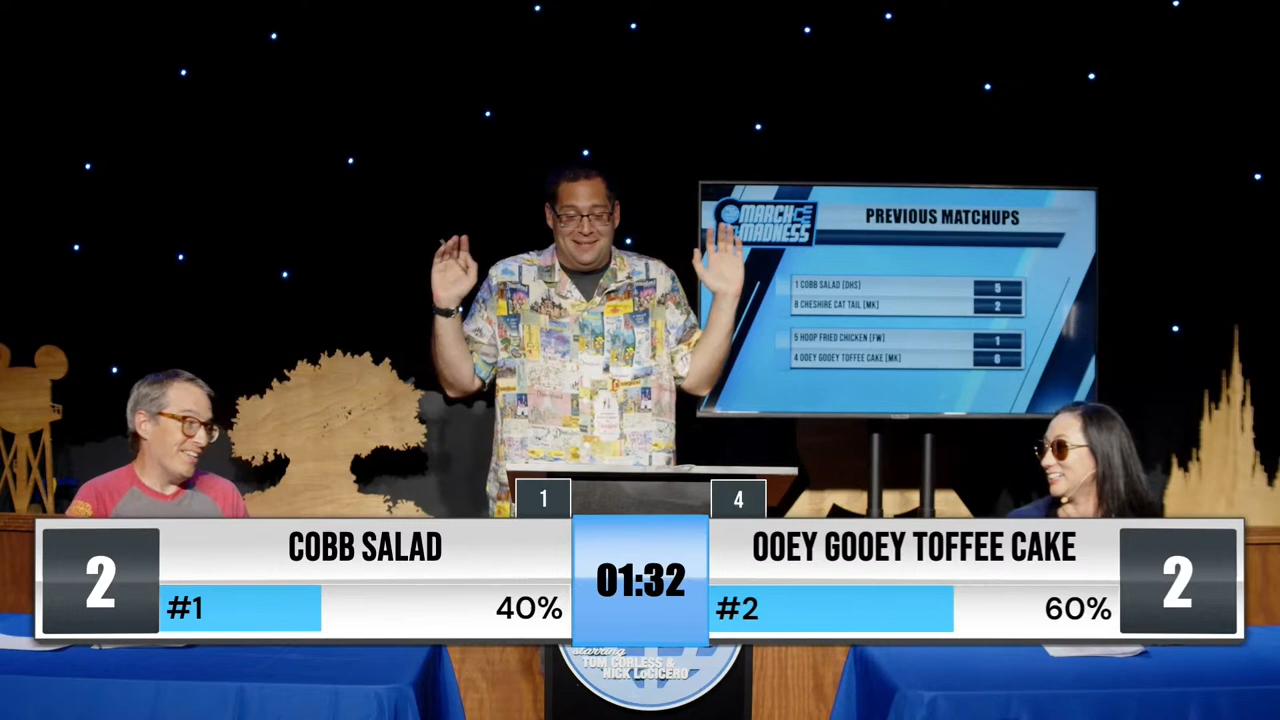 MARCH
MADNESS
PREVIOUS MATCHUPS
1 COBB SALAD [DHS] 5
8 CHESHIRE CAT TAIL [MK] 2
5 HOOP FRIED CHICKEN [FW] 1
4 OOEY GOOEY TOFFEE CAKE [MK] 6
1
4
2
COBB SALAD
#1 40%
01:32
OOEY GOOEY TOFFEE CAKE
#2 60%
2
starring
TOM CORLESS &
NICK LoCICERO